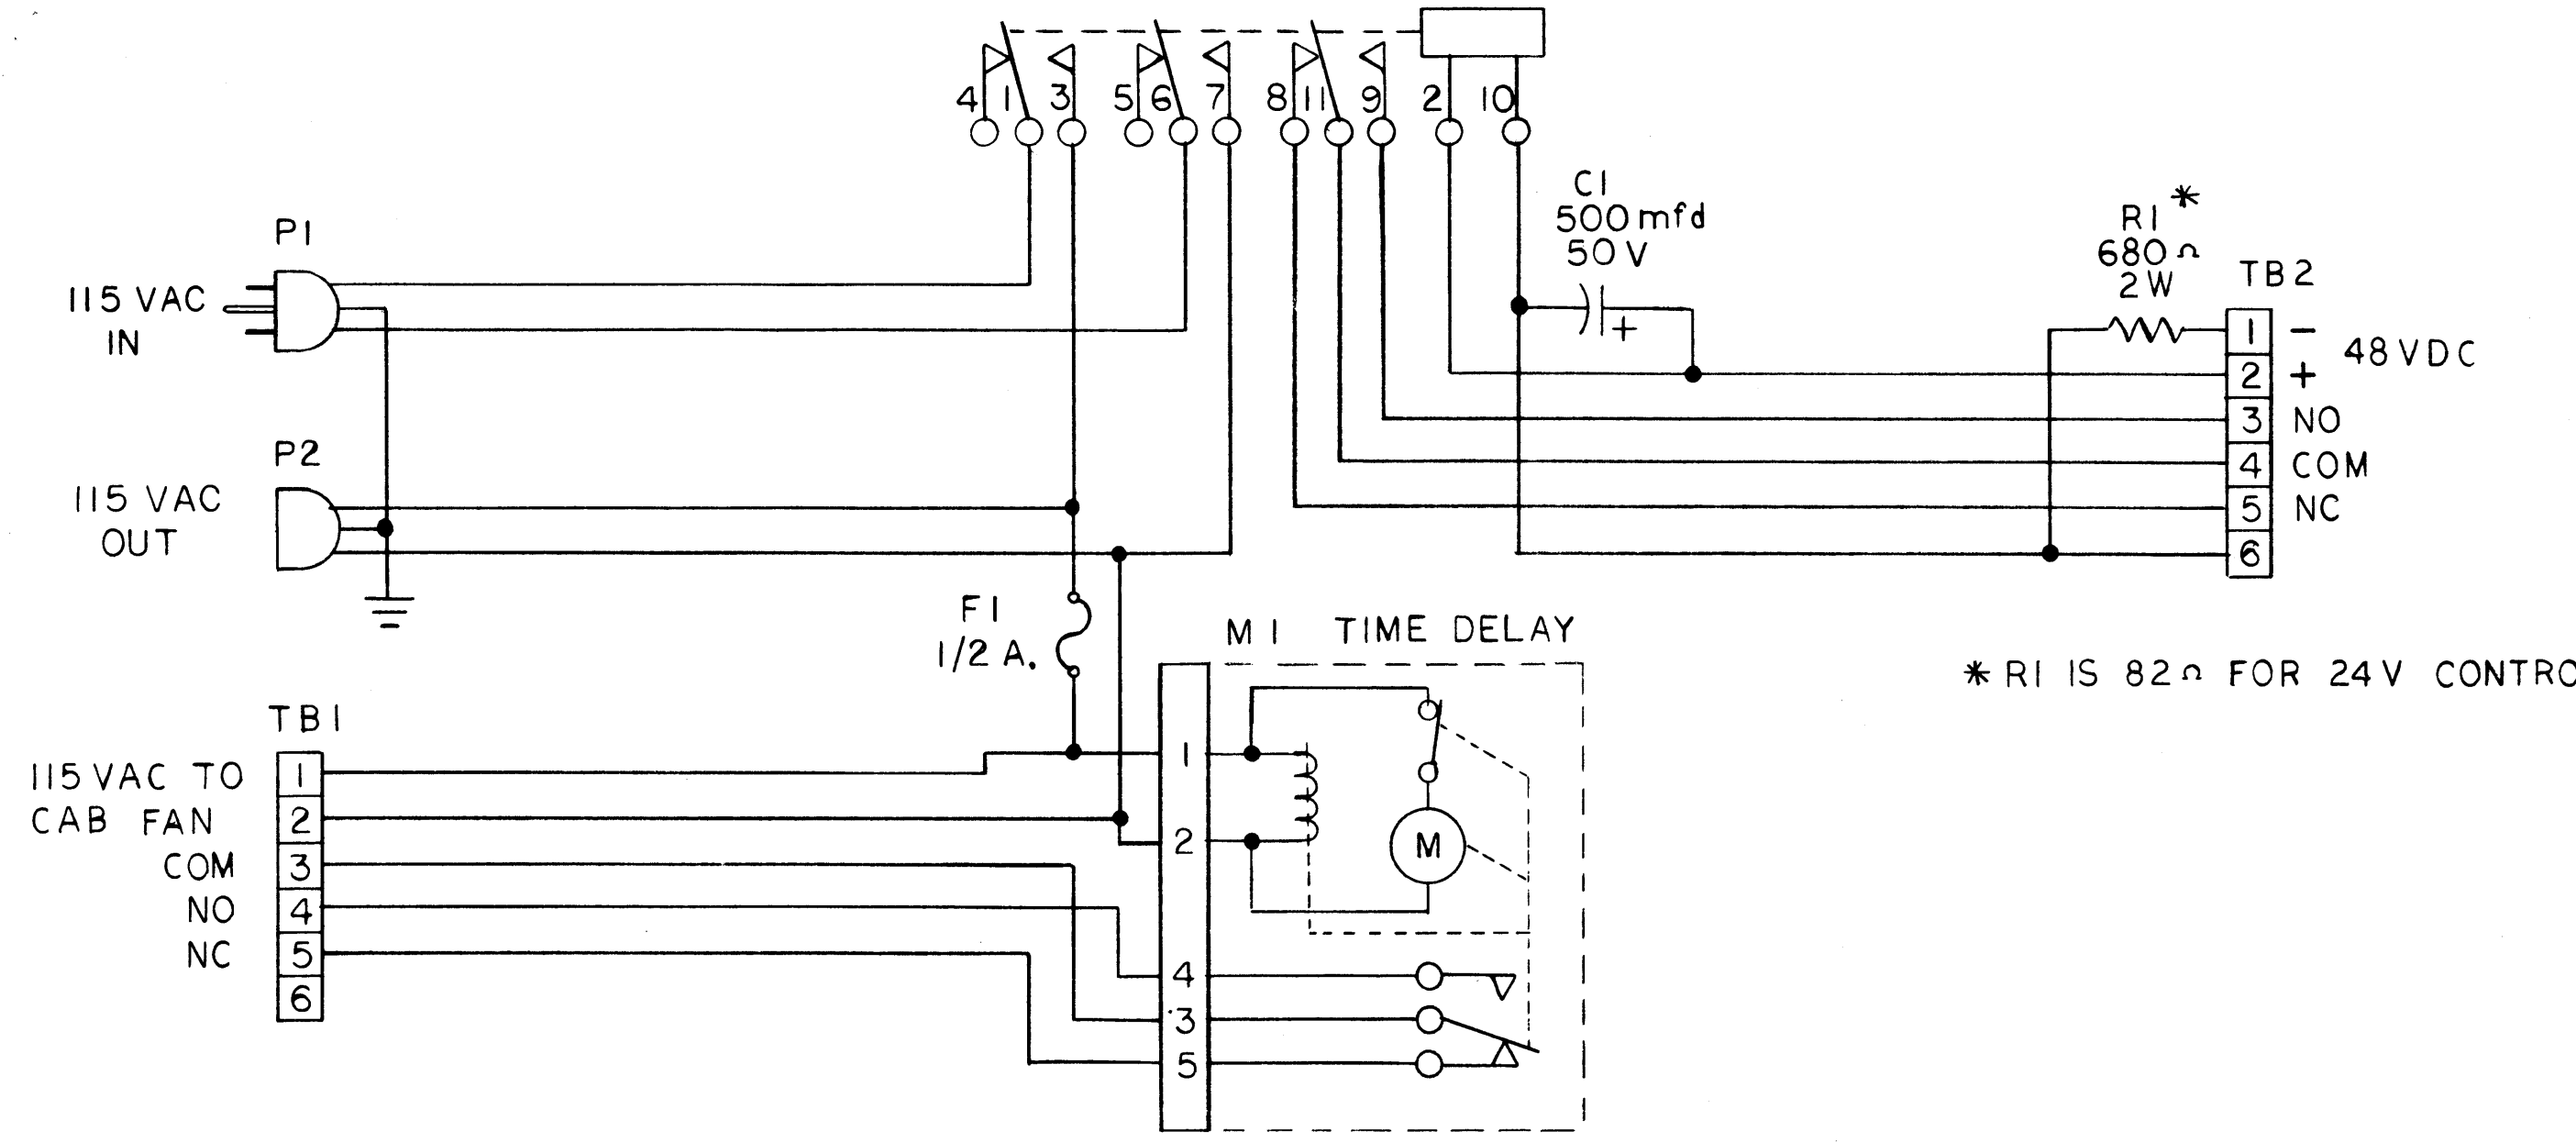 4 1 3 5 6 7 8 11 9 2 10
C1
500 mfd
50 V
R1 *
680 Ω
2 W
TB2
1 −
48 VDC
2 +
3 NO
4 COM
5 NC
6
P1
115 VAC
IN
+
P2
115 VAC
OUT
F1
1/2 A.
M1 TIME DELAY
* R1 IS 82 Ω FOR 24 V CONTRO
TB1
115 VAC TO
CAB FAN
COM
NO
NC
1
2
3
4
5
6
1
2
4
3
5
M